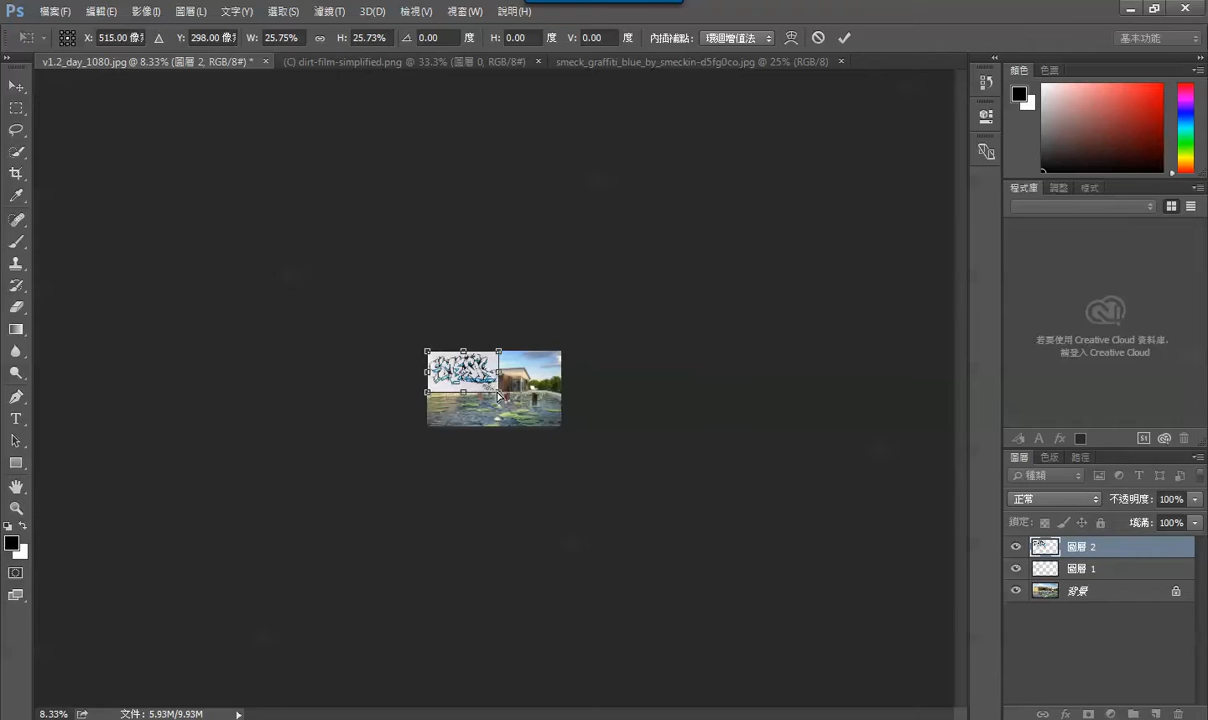 Ps 檔案(F) 編輯(E) 影像(I) 圖層(L) 文字(Y) 選取(S) 濾鏡(T) 3D(D) 檢視(V) 視窗(W) 說明(H)
X: 515.00 像素 Y: 298.00 像素 W: 25.75% H: 25.73% 0.00 度 H: 0.00 度 V: 0.00 度 內插補點: 環迴增值法 基本功能
v1.2_day_1080.jpg @ 8.33% (圖層 2, RGB/8#) * × (C) dirt-film-simplified.png @ 33.3% (圖層 0, RGB/8#) × smeck_graffiti_blue_by_smeckin-d5fg0co.jpg @ 25% (RGB/8) ×
顏色 色票
程式庫 調整 樣式
若要使用 Creative Cloud 資料庫,
請登入 Creative Cloud
St
圖層 色版 路徑
種類
正常 不透明度: 100%
鎖定: 填滿: 100%
圖層 2
圖層 1
背景
fx
8.33% 文件: 5.93M/9.93M